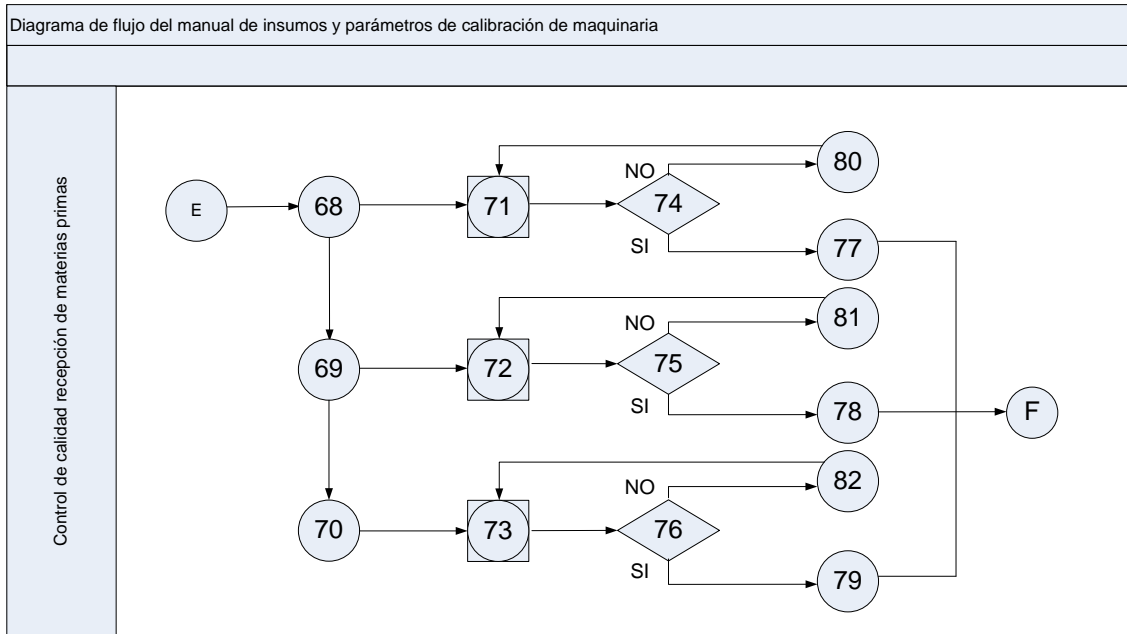 Diagrama de flujo del manual de insumos y parámetros de calibración de maquinaria
Control de calidad recepción de materias primas
E
68
71
NO
74
SI
80
77
69
72
NO
75
SI
81
78
F
70
73
NO
76
SI
82
79